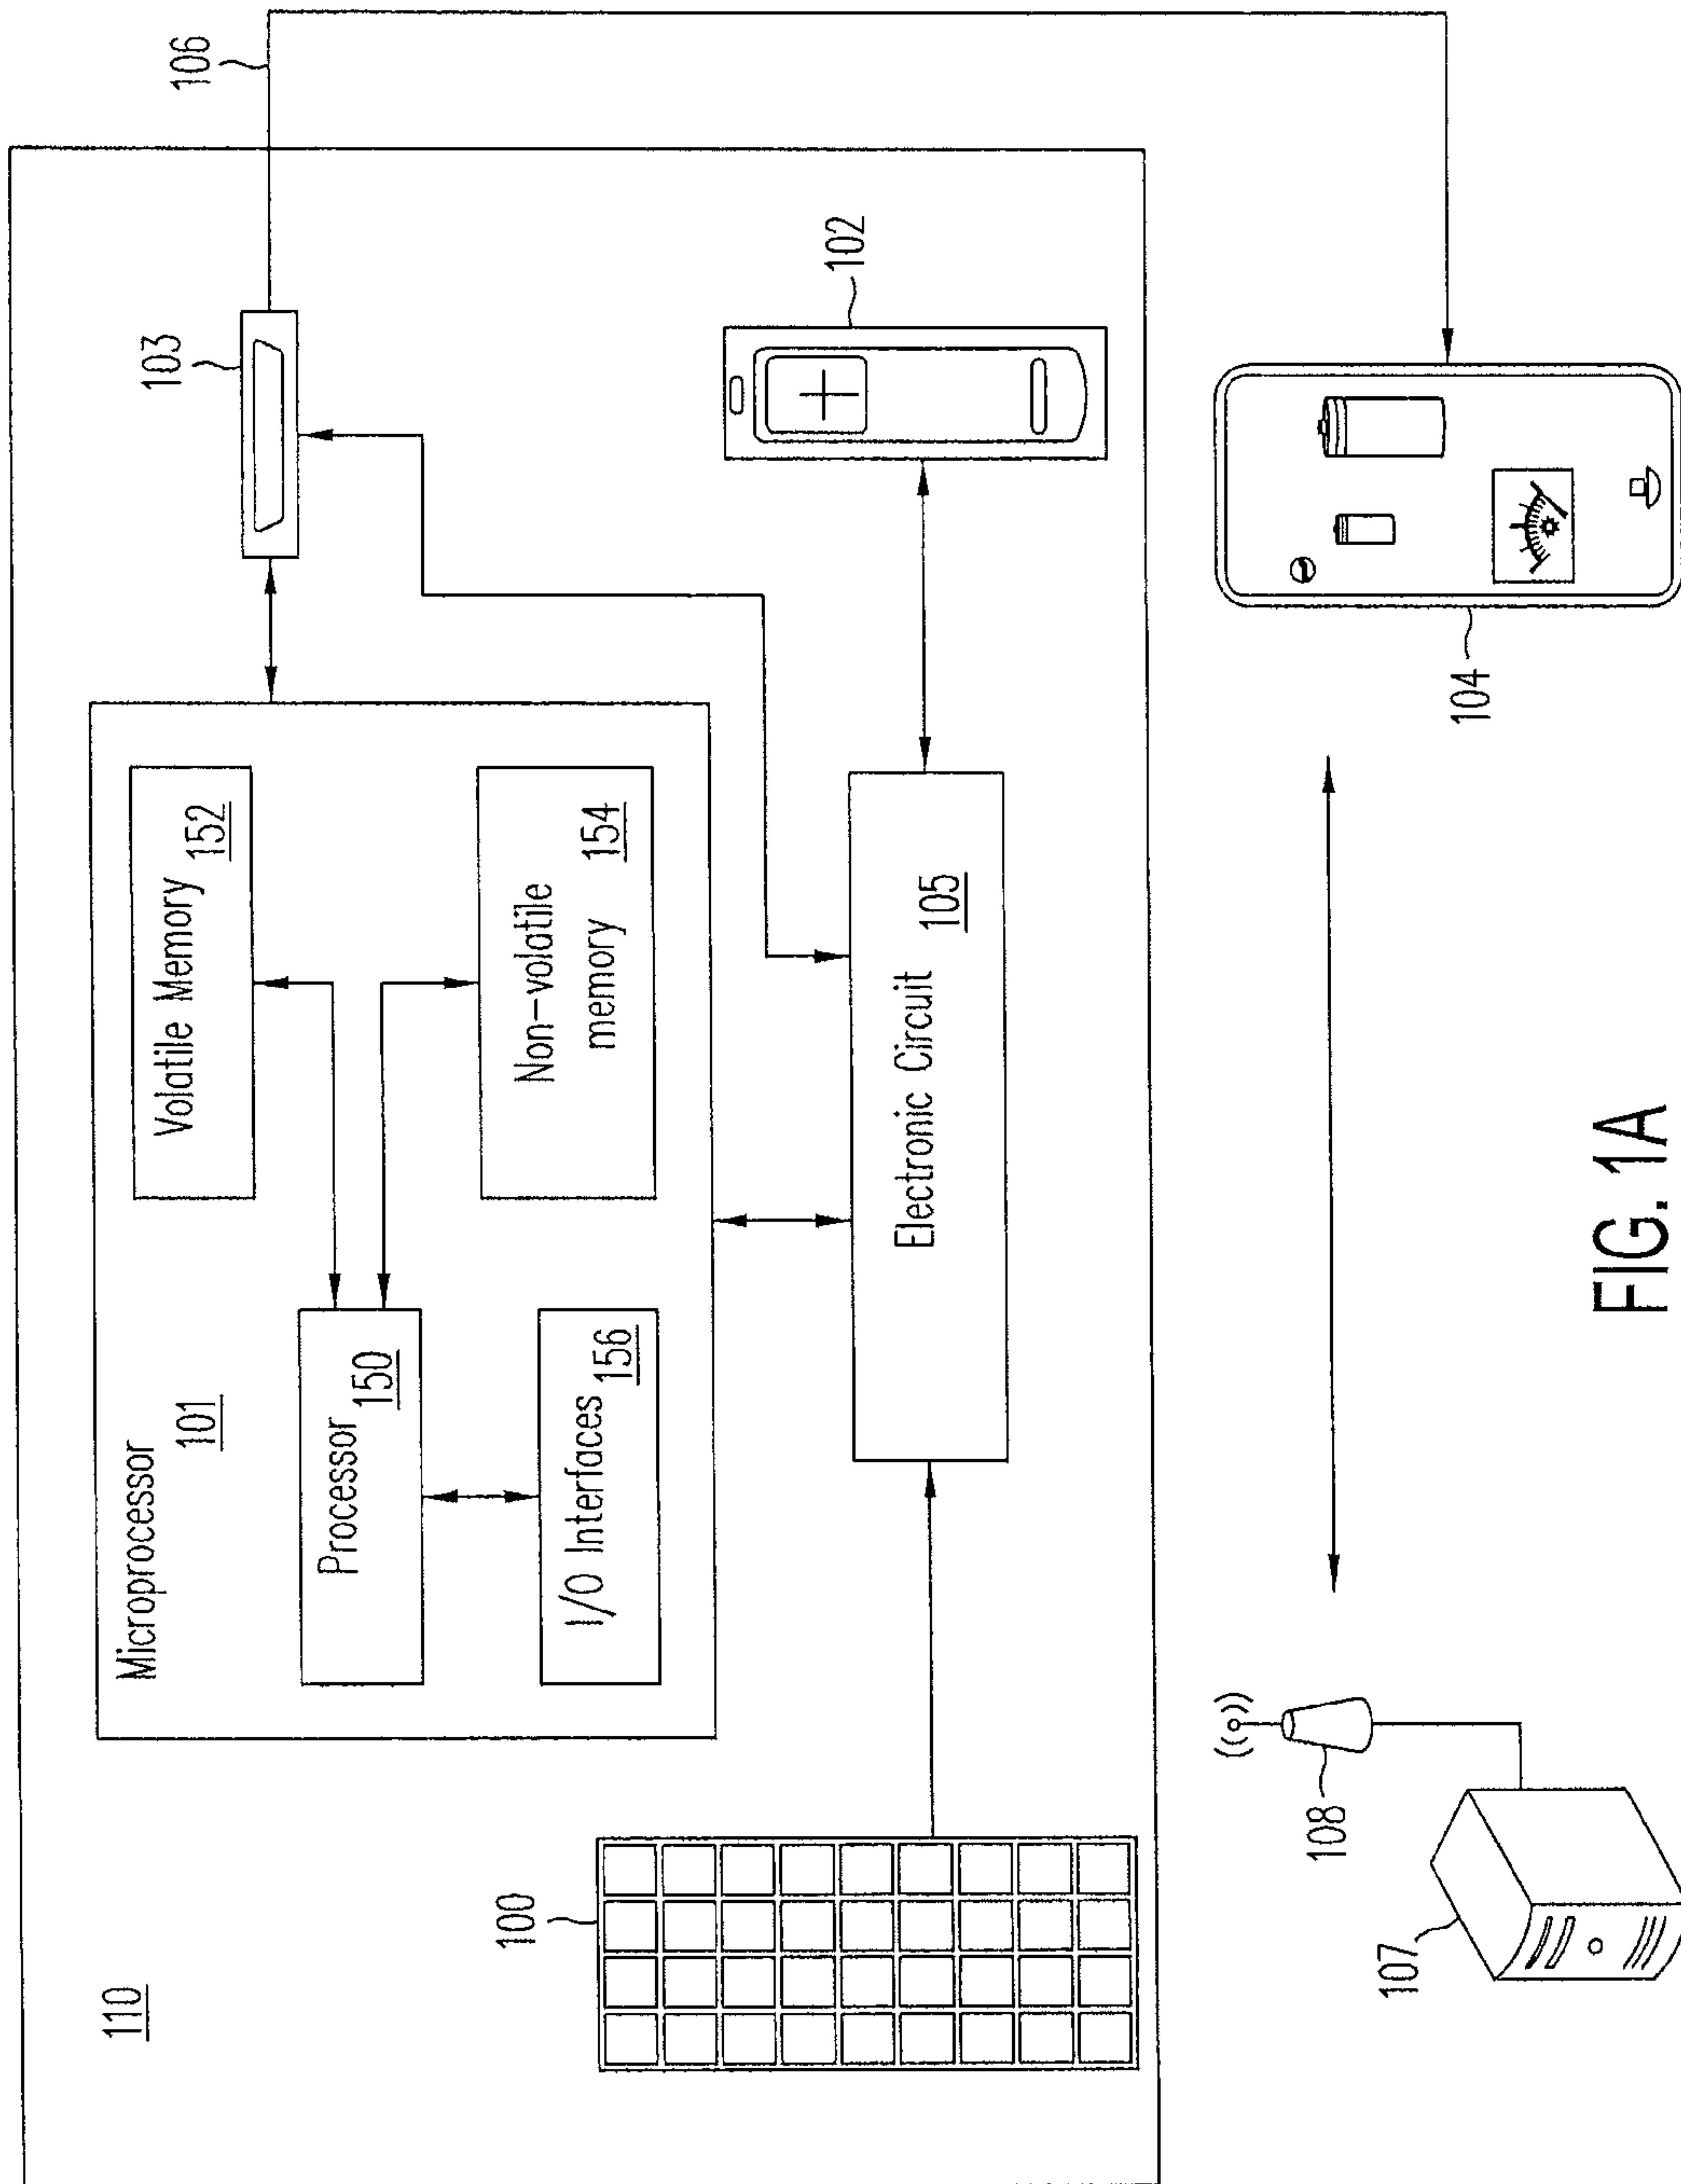 110
Microprocessor
101
Volatile Memory
152
Processor
150
Non-volatile
memory
154
I/O Interfaces
156
103
106
100
Electronic Circuit
105
102
107
108
104
FIG. 1A